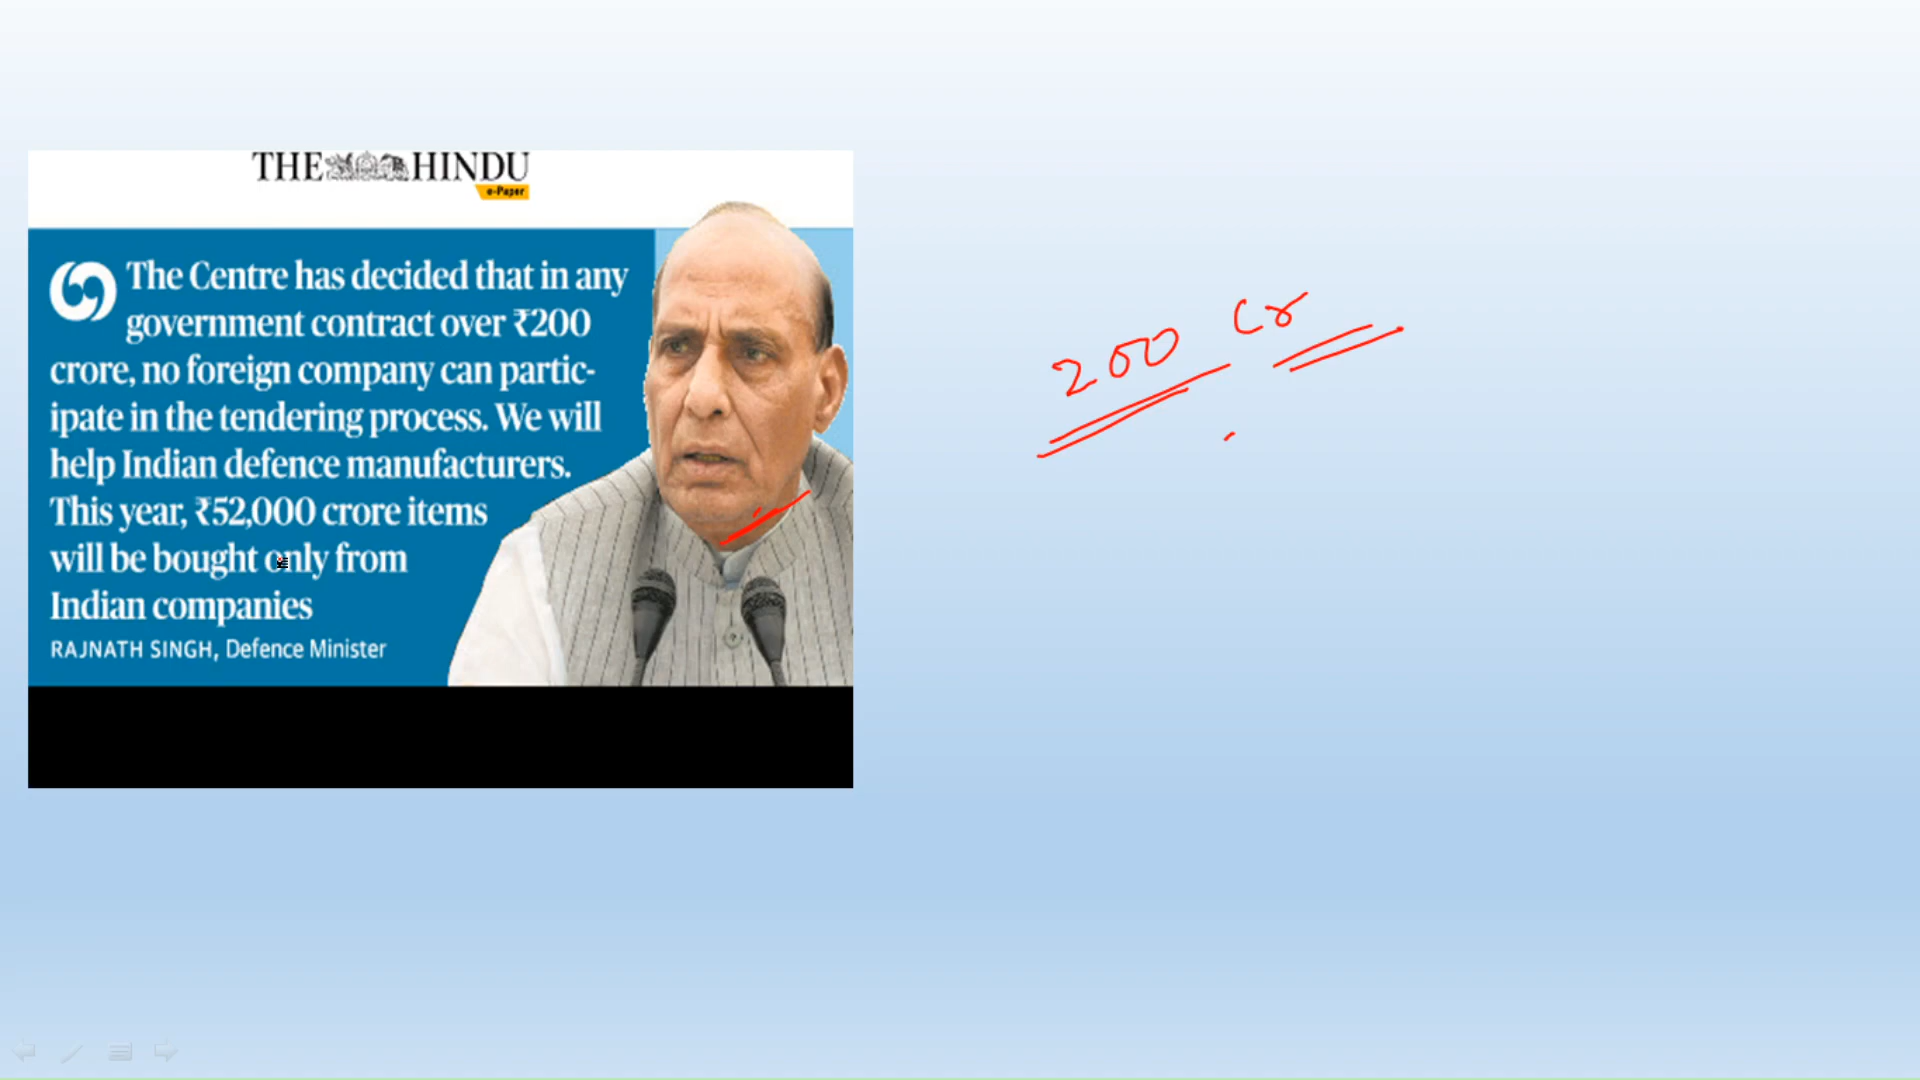 THE HINDU
e-Paper
The Centre has decided that in any
government contract over ₹200
crore, no foreign company can partic-
ipate in the tendering process. We will
help Indian defence manufacturers.
This year, ₹52,000 crore items
will be bought only from
Indian companies
RAJNATH SINGH, Defence Minister
200 Cr